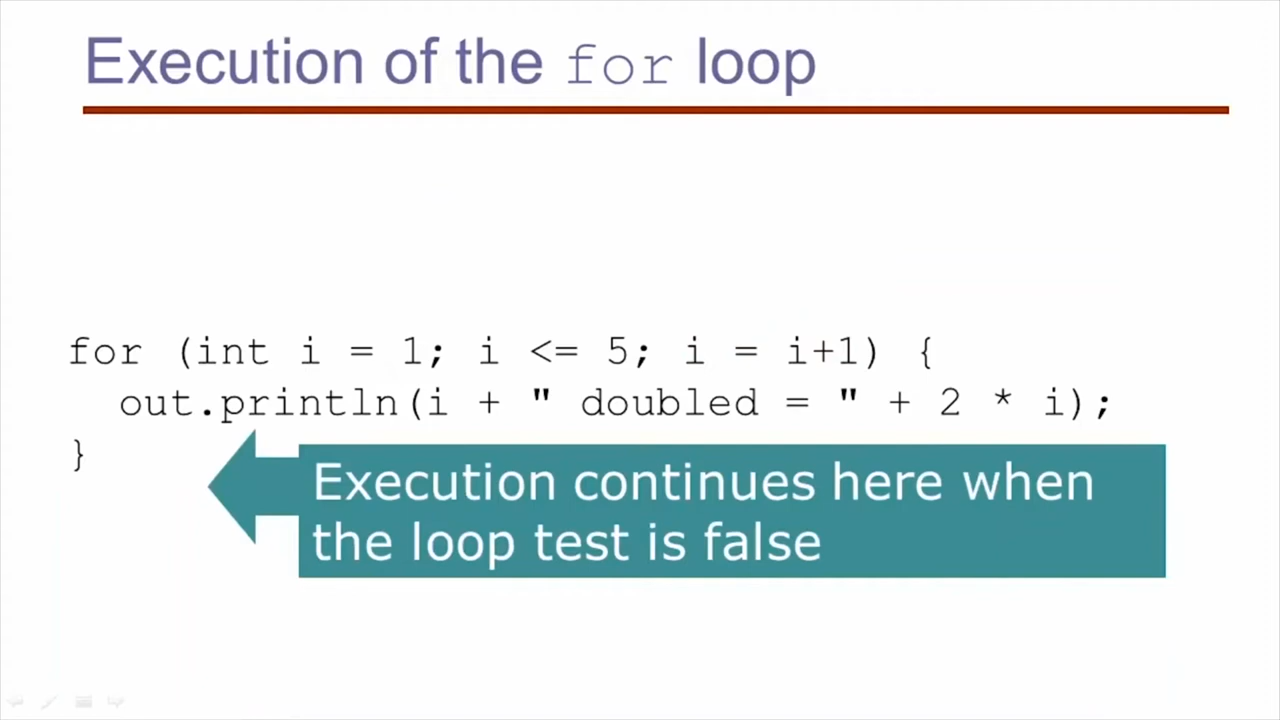 Execution of the for loop
for (int i = 1; i <= 5; i = i+1) {
out.println(i + " doubled = " + 2 * i);
}
Execution continues here when
the loop test is false